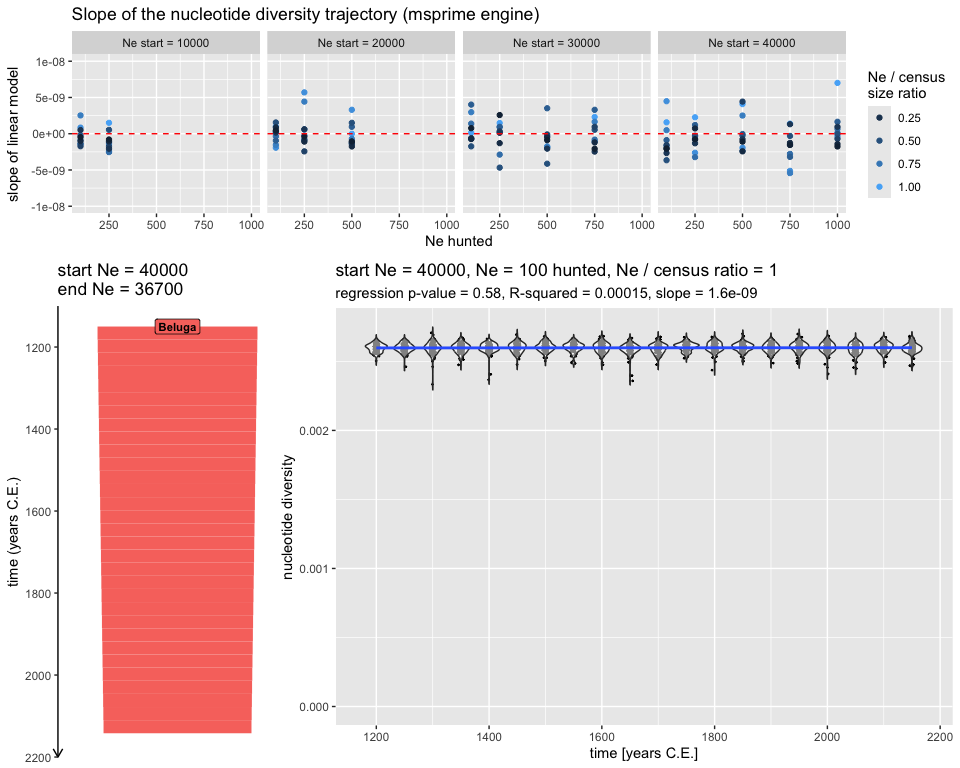 Slope of the nucleotide diversity trajectory (msprime engine)
Ne start = 10000 Ne start = 20000 Ne start = 30000 Ne start = 40000
1e-08
5e-09
0e+00
-5e-09
-1e-08
slope of linear model
250 500 750 1000 250 500 750 1000 250 500 750 1000 250 500 750 1000
Ne hunted
Ne / census
size ratio
0.25
0.50
0.75
1.00
start Ne = 40000
end Ne = 36700
Beluga
1200
1400
1600
1800
2000
2200
time (years C.E.)
start Ne = 40000, Ne = 100 hunted, Ne / census ratio = 1
regression p-value = 0.58, R-squared = 0.00015, slope = 1.6e-09
0.002
0.001
0.000
nucleotide diversity
1200 1400 1600 1800 2000 2200
time [years C.E.]